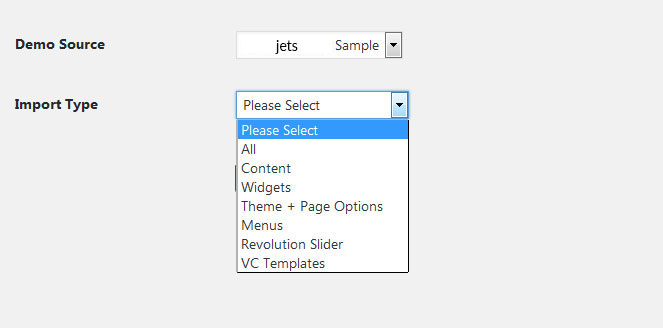 Demo Source jets Sample
Import Type Please Select
Please Select
All
Content
Widgets
Theme + Page Options
Menus
Revolution Slider
VC Templates